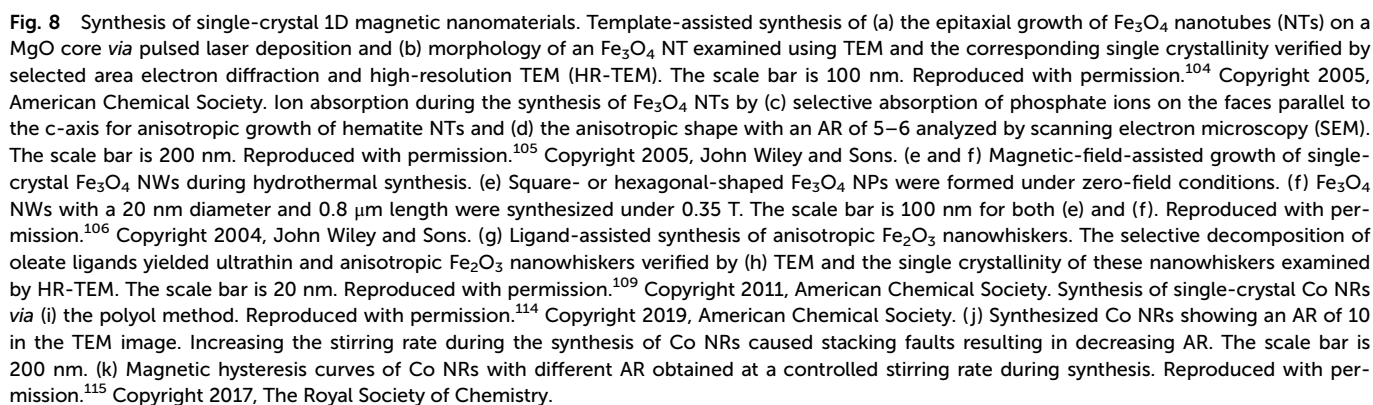 Fig. 8 Synthesis of single-crystal 1D magnetic nanomaterials. Template-assisted synthesis of (a) the epitaxial growth of Fe₃O₄ nanotubes (NTs) on a
MgO core via pulsed laser deposition and (b) morphology of an Fe₃O₄ NT examined using TEM and the corresponding single crystallinity verified by
selected area electron diffraction and high-resolution TEM (HR-TEM). The scale bar is 100 nm. Reproduced with permission.¹⁰⁴ Copyright 2005,
American Chemical Society. Ion absorption during the synthesis of Fe₃O₄ NTs by (c) selective absorption of phosphate ions on the faces parallel to
the c-axis for anisotropic growth of hematite NTs and (d) the anisotropic shape with an AR of 5–6 analyzed by scanning electron microscopy (SEM).
The scale bar is 200 nm. Reproduced with permission.¹⁰⁵ Copyright 2005, John Wiley and Sons. (e and f) Magnetic-field-assisted growth of single-
crystal Fe₃O₄ NWs during hydrothermal synthesis. (e) Square- or hexagonal-shaped Fe₃O₄ NPs were formed under zero-field conditions. (f) Fe₃O₄
NWs with a 20 nm diameter and 0.8 μm length were synthesized under 0.35 T. The scale bar is 100 nm for both (e) and (f). Reproduced with per-
mission.¹⁰⁶ Copyright 2004, John Wiley and Sons. (g) Ligand-assisted synthesis of anisotropic Fe₂O₃ nanowhiskers. The selective decomposition of
oleate ligands yielded ultrathin and anisotropic Fe₂O₃ nanowhiskers verified by (h) TEM and the single crystallinity of these nanowhiskers examined
by HR-TEM. The scale bar is 20 nm. Reproduced with permission.¹⁰⁹ Copyright 2011, American Chemical Society. Synthesis of single-crystal Co NRs
via (i) the polyol method. Reproduced with permission.¹¹⁴ Copyright 2019, American Chemical Society. (j) Synthesized Co NRs showing an AR of 10
in the TEM image. Increasing the stirring rate during the synthesis of Co NRs caused stacking faults resulting in decreasing AR. The scale bar is
200 nm. (k) Magnetic hysteresis curves of Co NRs with different AR obtained at a controlled stirring rate during synthesis. Reproduced with per-
mission.¹¹⁵ Copyright 2017, The Royal Society of Chemistry.